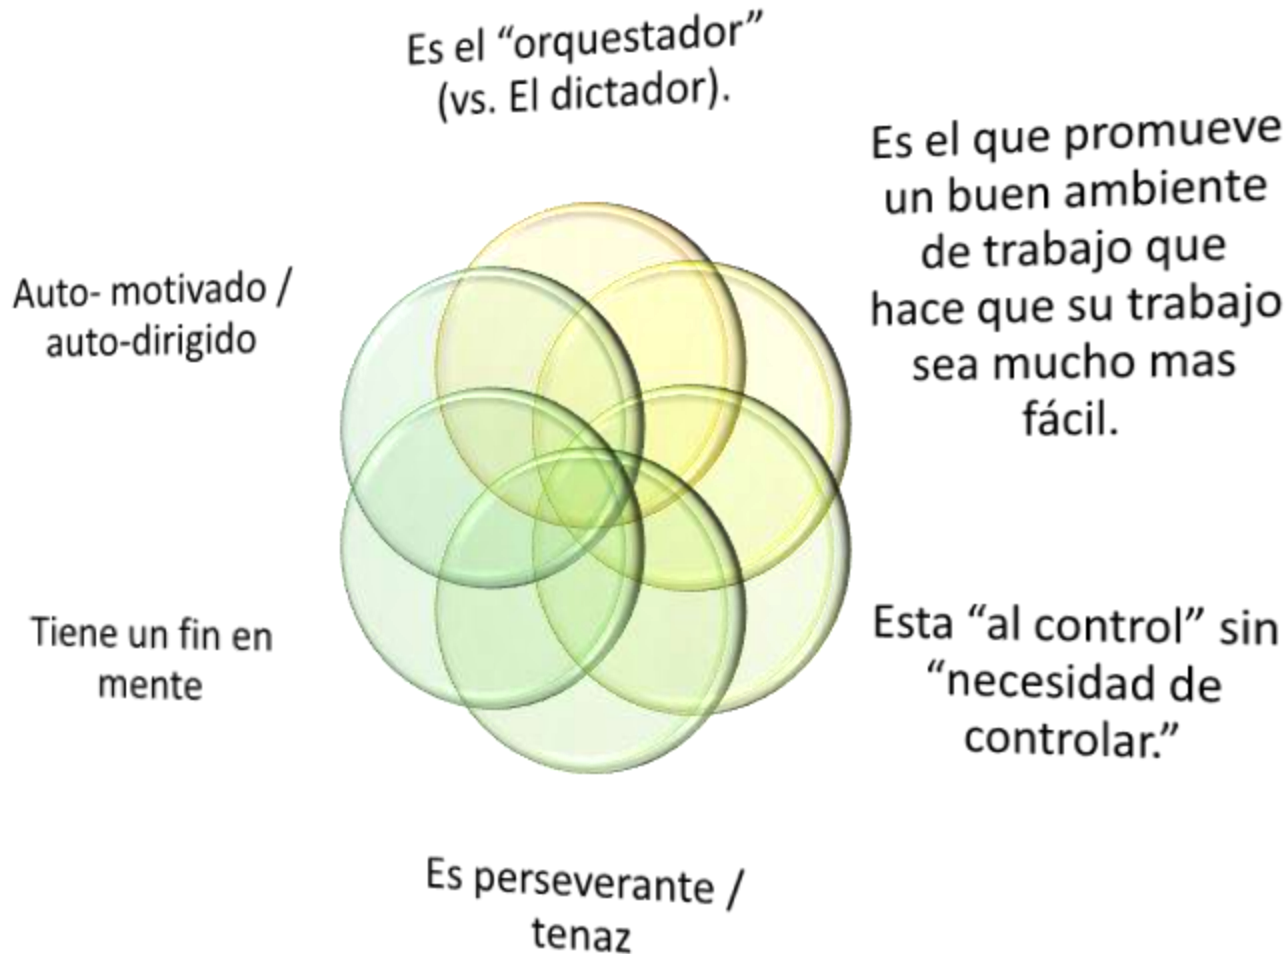 Es el “orquestador”
(vs. El dictador).
Es el que promueve
un buen ambiente
de trabajo que
hace que su trabajo
sea mucho mas
fácil.
Esta “al control” sin
“necesidad de
controlar.”
Es perseverante /
tenaz
Tiene un fin en
mente
Auto- motivado /
auto-dirigido